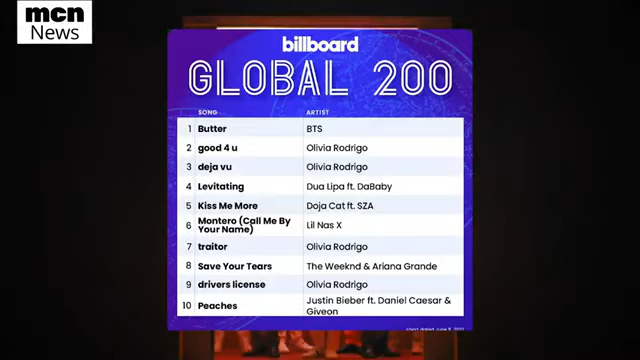 mcn
News
billboard
GLOBAL 200
SONG ARTIST
1 Butter BTS
2 good 4 u Olivia Rodrigo
3 deja vu Olivia Rodrigo
4 Levitating Dua Lipa ft. DaBaby
5 Kiss Me More Doja Cat ft. SZA
6 Montero (Call Me By
Your Name) Lil Nas X
7 traitor Olivia Rodrigo
8 Save Your Tears The Weeknd & Ariana Grande
9 drivers license Olivia Rodrigo
10 Peaches Justin Bieber ft. Daniel Caesar &
Giveon